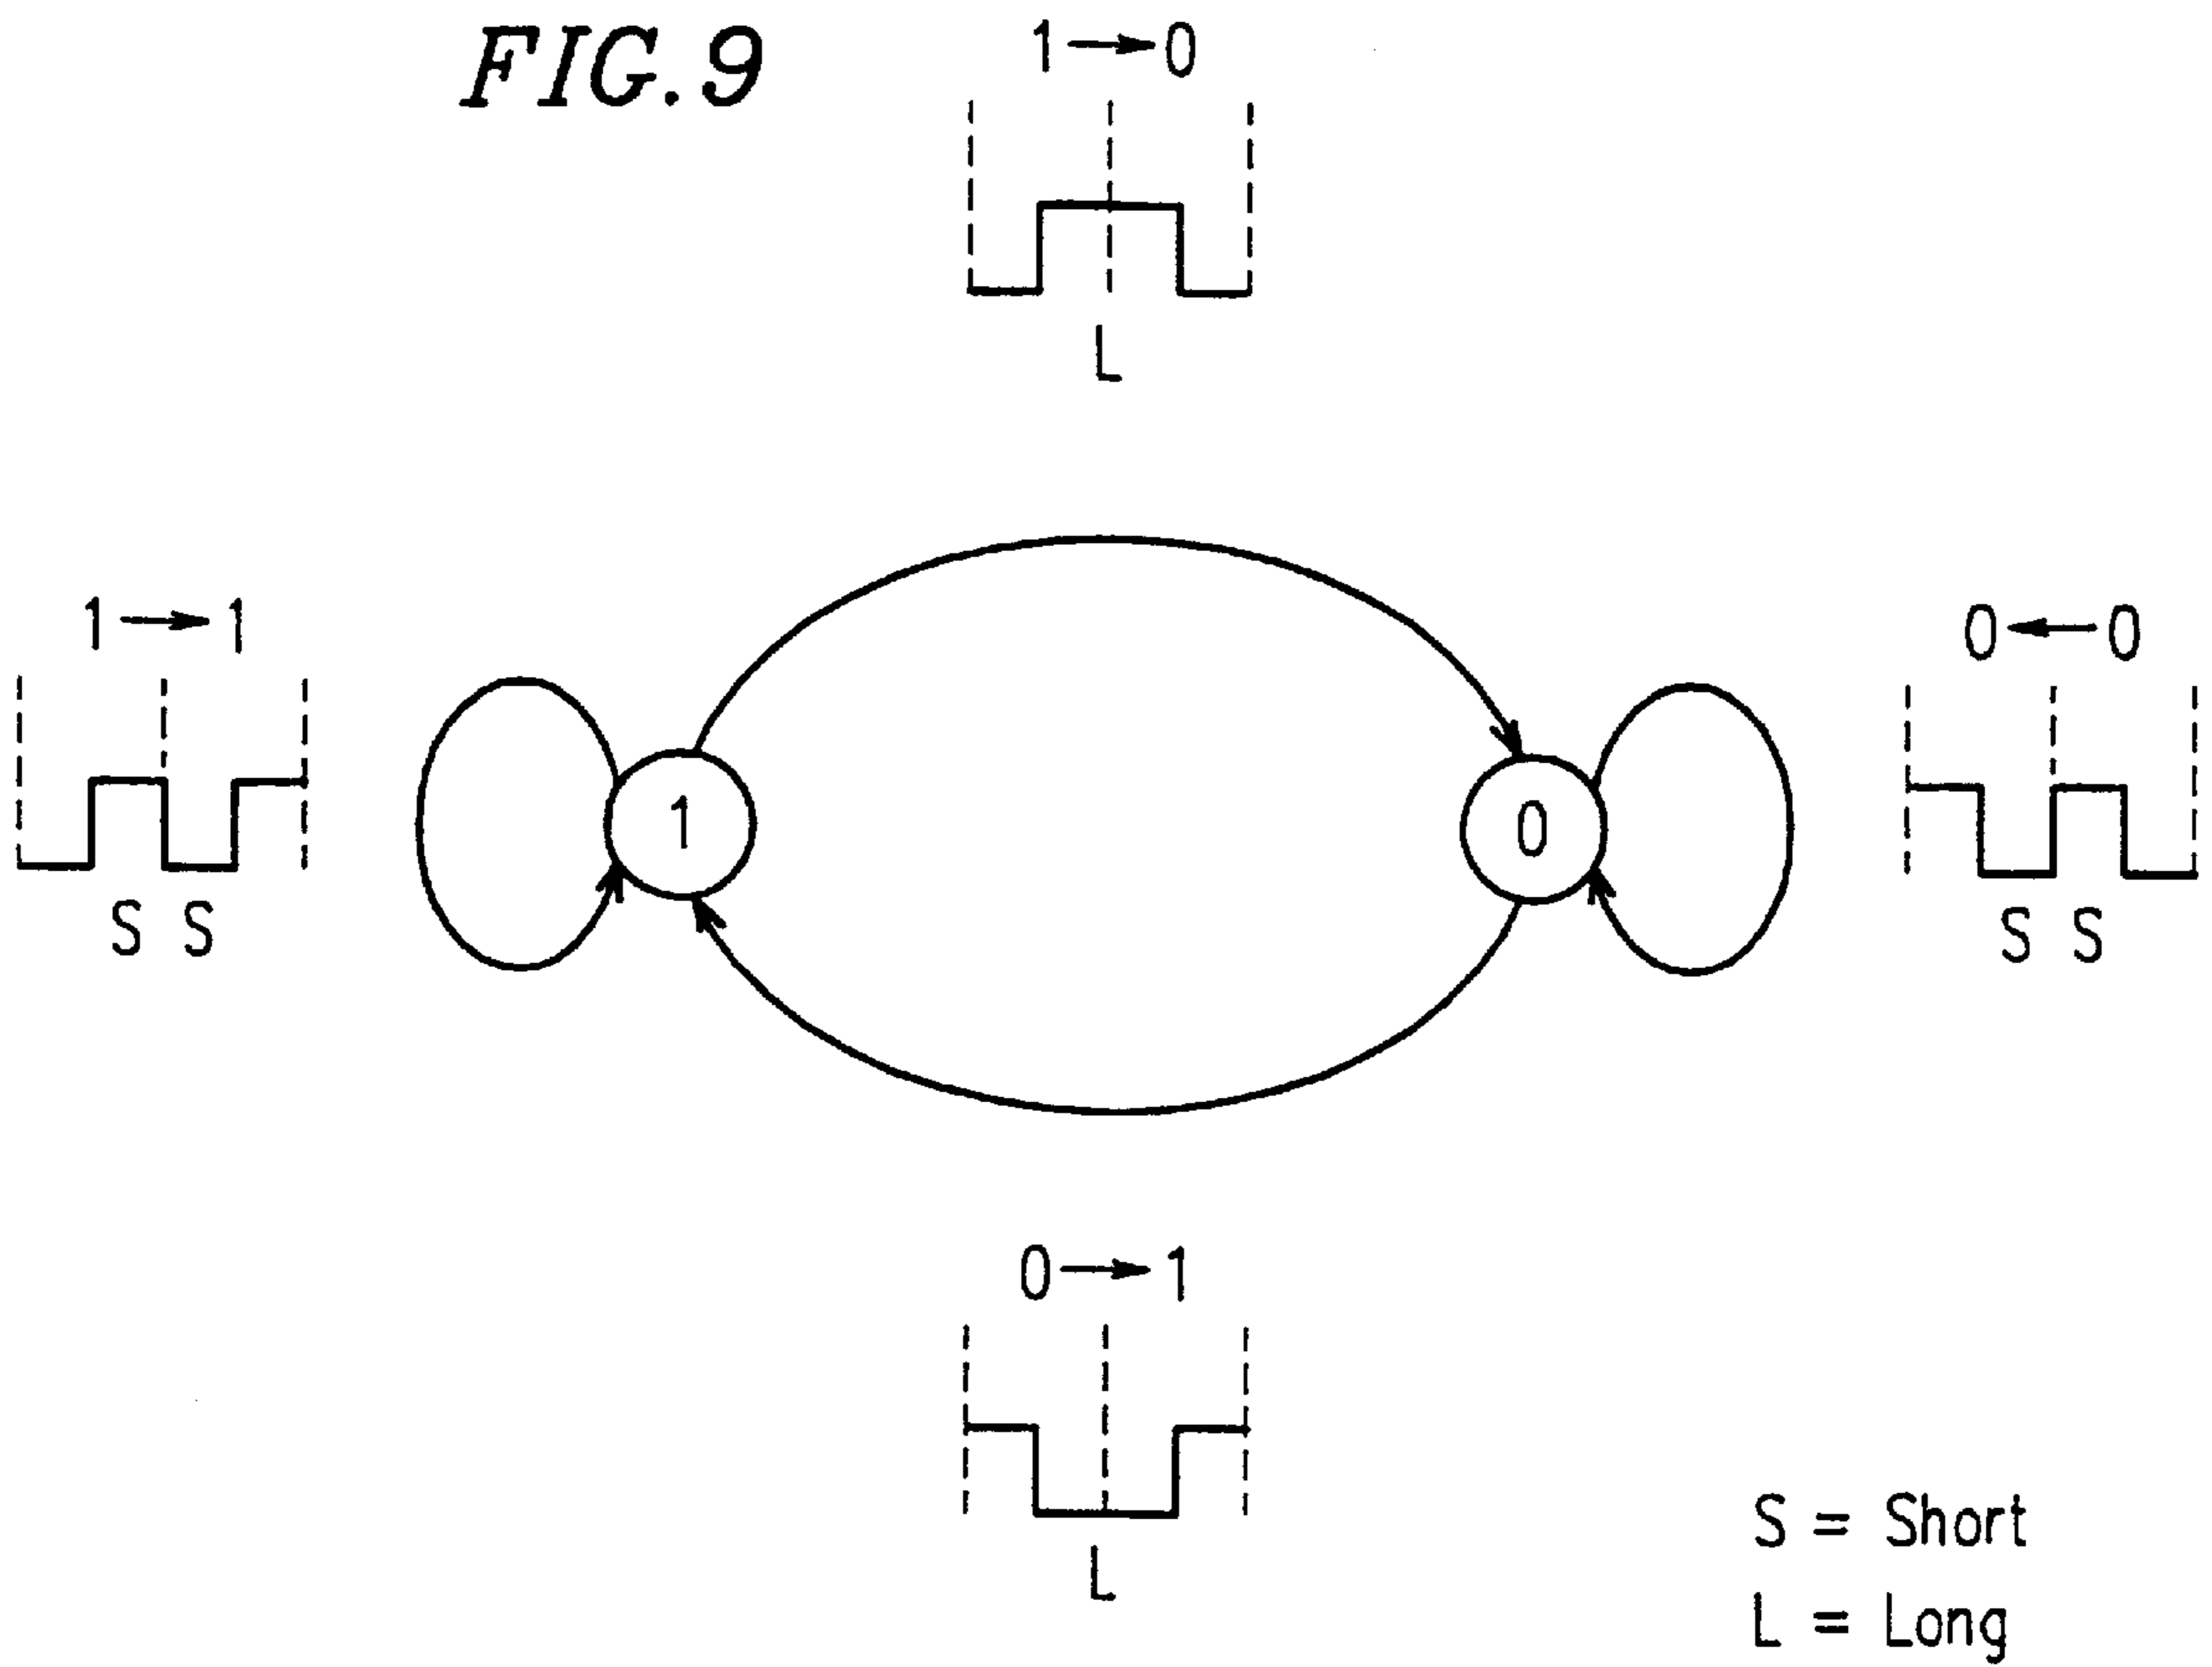 FIG.9
1→0
L
1→1
S S
1
0
0←0
S S
0→1
L
S = Short
L = Long